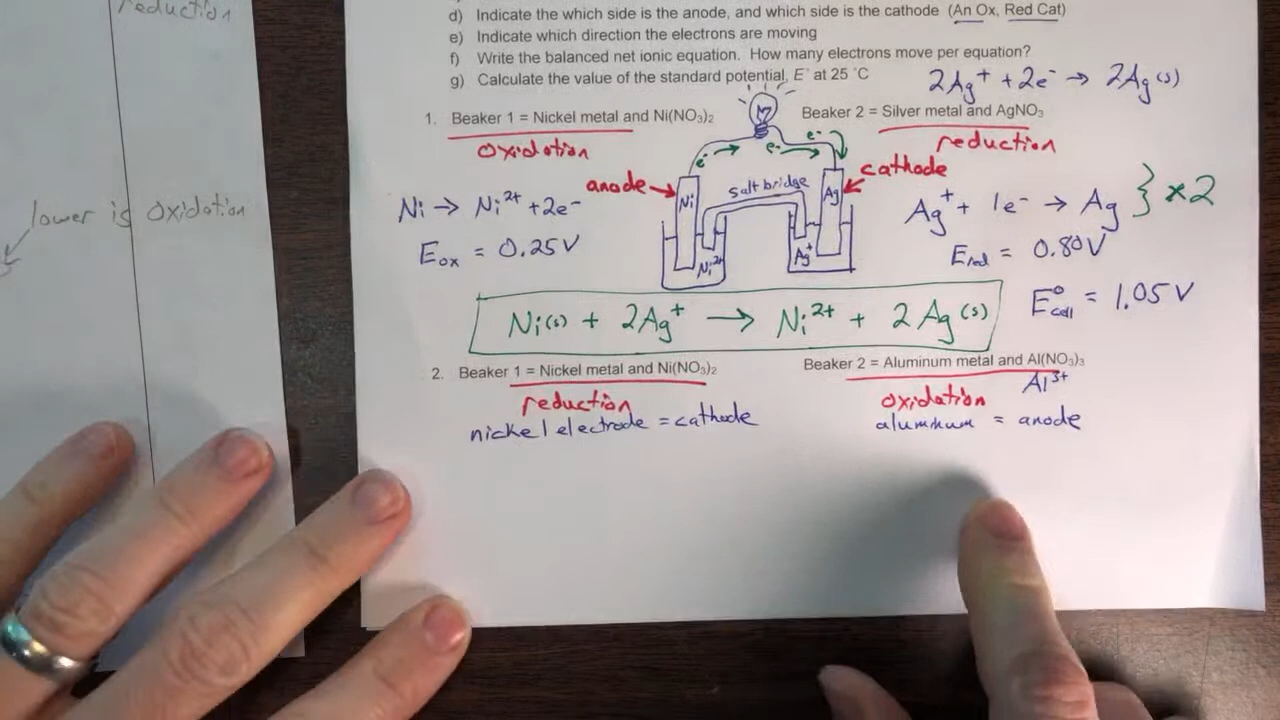 reduction
lower is oxidation
d) Indicate the which side is the anode, and which side is the cathode (An Ox, Red Cat)
e) Indicate which direction the electrons are moving
f) Write the balanced net ionic equation. How many electrons move per equation?
g) Calculate the value of the standard potential, E° at 25 °C
2Ag⁺ + 2e⁻ → 2Ag(s)
1. Beaker 1 = Nickel metal and Ni(NO₃)₂
Beaker 2 = Silver metal and AgNO₃
oxidation
reduction
e⁻ e⁻ e⁻
anode
cathode
Salt bridge
Ni
Ag
Ni²⁺
Ag⁺
Ni → Ni²⁺ + 2e⁻
Ag⁺ + 1e⁻ → Ag } ×2
Eox = 0.25V
Ered = 0.80V
E°cell = 1.05V
Ni(s) + 2Ag⁺ → Ni²⁺ + 2Ag(s)
2. Beaker 1 = Nickel metal and Ni(NO₃)₂
Beaker 2 = Aluminum metal and Al(NO₃)₃
Al³⁺
reduction
oxidation
nickel electrode = cathode
aluminum = anode